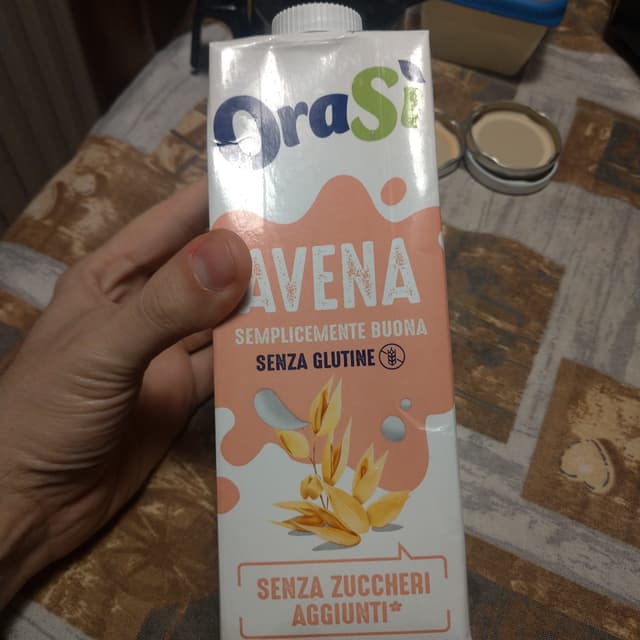 OraSì
AVENA
SEMPLICEMENTE BUONA
SENZA GLUTINE
SENZA ZUCCHERI
AGGIUNTI*